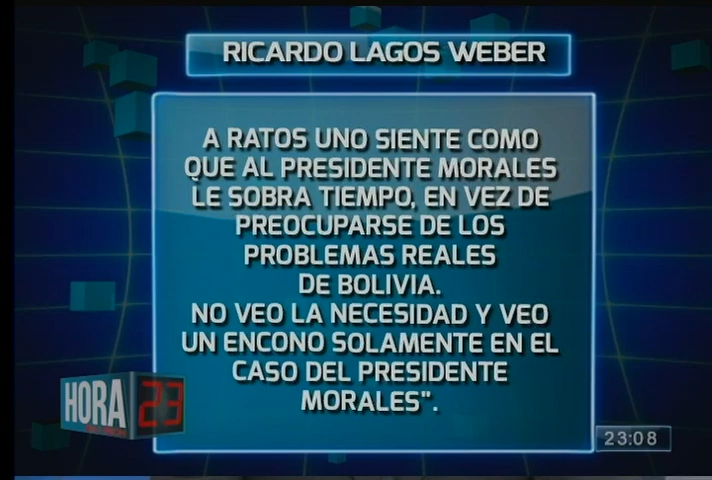 RICARDO LAGOS WEBER
A RATOS UNO SIENTE COMO
QUE AL PRESIDENTE MORALES
LE SOBRA TIEMPO, EN VEZ DE
PREOCUPARSE DE LOS
PROBLEMAS REALES
DE BOLIVIA.
NO VEO LA NECESIDAD Y VEO
UN ENCONO SOLAMENTE EN EL
CASO DEL PRESIDENTE
MORALES".
HORA 23
23:08